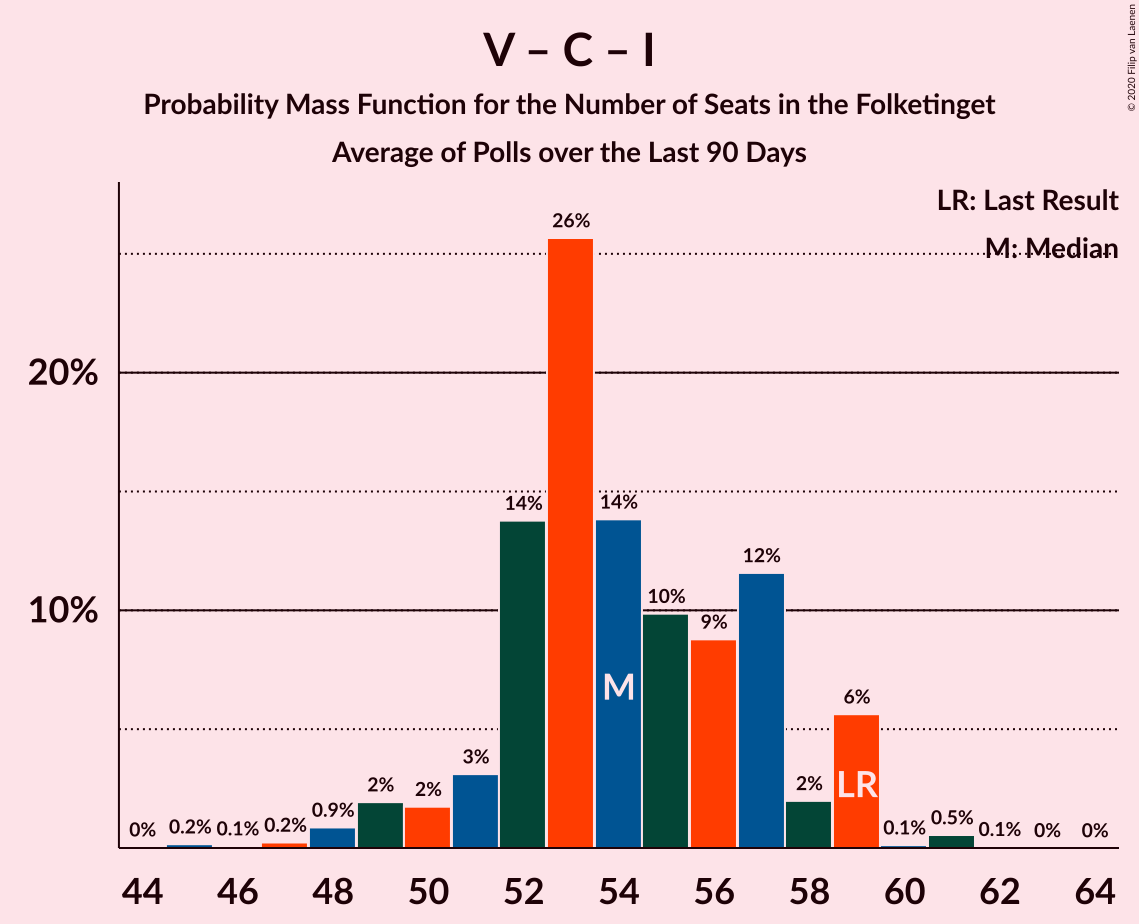 V – C – I
Probability Mass Function for the Number of Seats in the Folketinget
Average of Polls over the Last 90 Days
© 2020 Filip van Laenen
LR: Last Result
M: Median
20%
10%
0%
0.2%
0.1%
0.2%
0.9%
2%
2%
3%
14%
26%
14%
10%
9%
12%
2%
6%
0.1%
0.5%
0.1%
0%
0%
M
LR
44 46 48 50 52 54 56 58 60 62 64